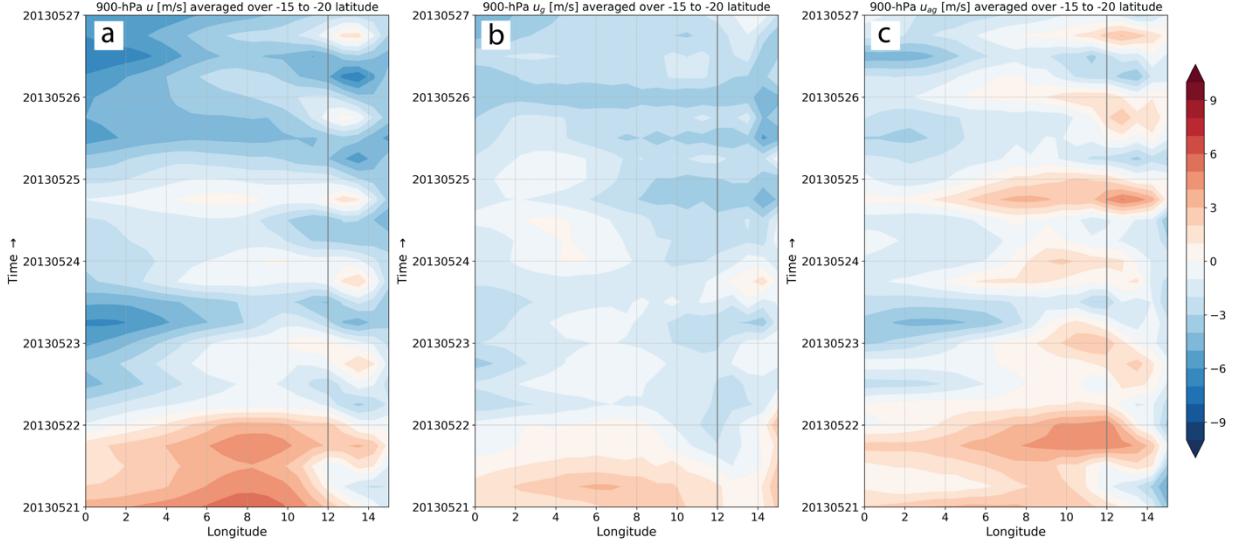 900-hPa u [m/s] averaged over -15 to -20 latitude
a
20130527
20130526
20130525
20130524
20130523
20130522
20130521
Time →
0 2 4 6 8 10 12 14
Longitude
900-hPa ug [m/s] averaged over -15 to -20 latitude
b
20130527
20130526
20130525
20130524
20130523
20130522
20130521
Time →
0 2 4 6 8 10 12 14
Longitude
900-hPa uag [m/s] averaged over -15 to -20 latitude
c
20130527
20130526
20130525
20130524
20130523
20130522
20130521
Time →
0 2 4 6 8 10 12 14
Longitude
9
6
3
0
−3
−6
−9